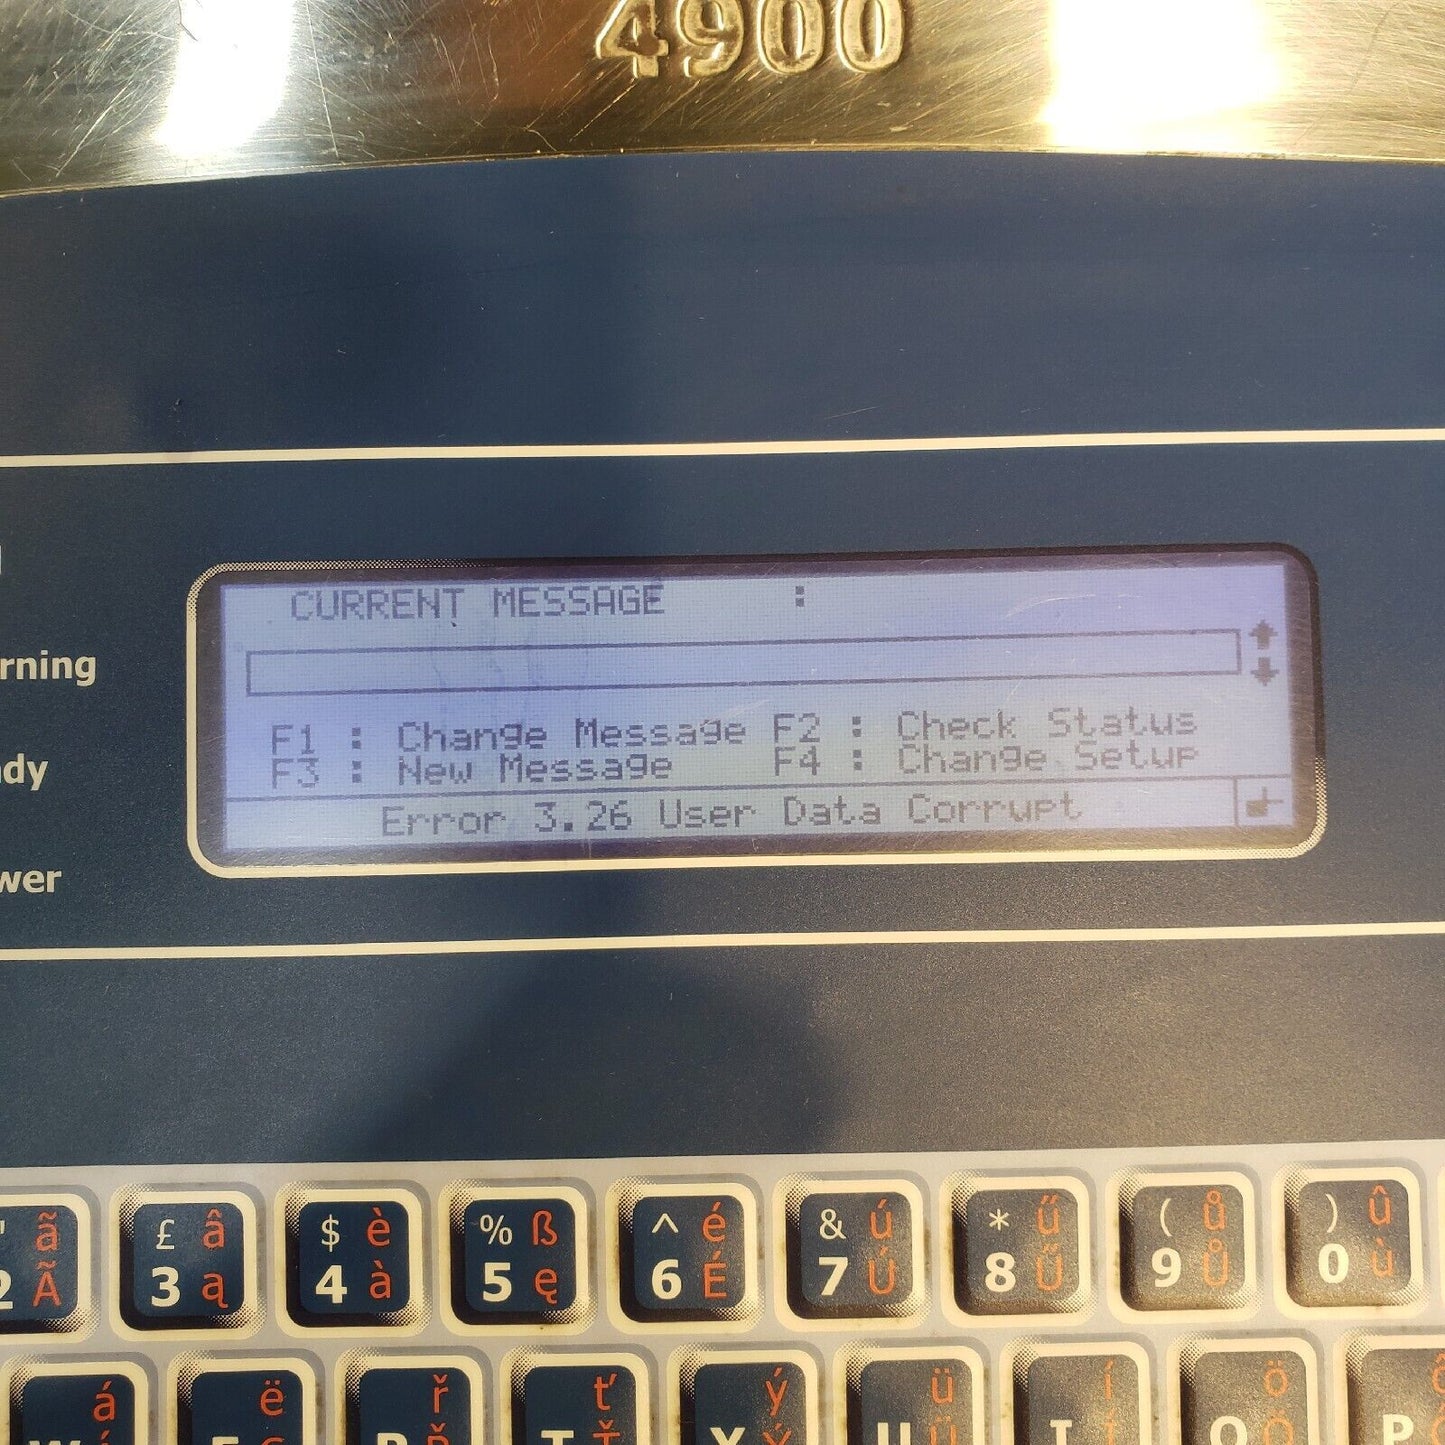 4900
CURRENT MESSAGE :
rning
F1 : Change Message F2 : Check Status
dy
F3 : New Message F4 : Change Setup
Error 3.26 User Data Corrupt
wer
ã £ â $ è % ß ^ é & ú * ű ( ů ) û
2 Ã 3 ą 4 à 5 ę 6 É 7 Ú 8 Ű 9 Ů 0 ù
á ë ř ť ý ü í ö
W E R Ř T Ť Y Ý U Ü I Í O Ö P